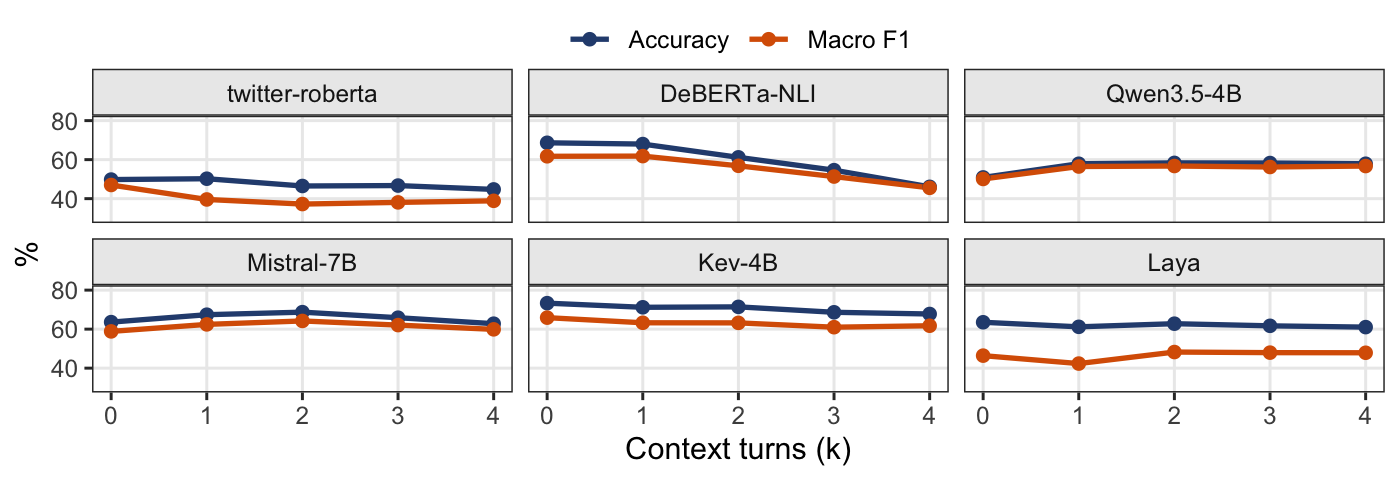 Accuracy Macro F1
twitter-roberta DeBERTa-NLI Qwen3.5-4B
80
60
40
%
Mistral-7B Kev-4B Laya
80
60
40
0 1 2 3 4 0 1 2 3 4 0 1 2 3 4
Context turns (k)